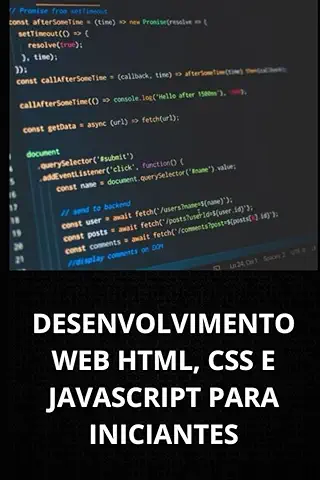 // Promise from setTimeout
const afterSomeTime = (time) => new Promise(resolve => {
setTimeout(() => {
resolve(true);
}, time);
});
const callAfterSomeTime = (callback, time) => afterSomeTime(time).then(callback);
callAfterSomeTime(() => console.log('Hello after 1500ms'), 1500);
const getData = async (url) => fetch(url);
document
.querySelector('#submit')
.addEventListener('click', function() {
const name = document.querySelector('#name').value;
// send to backend
const user = await fetch(`/users?name=${name}`);
const posts = await fetch(`/posts?userId=${user.id}`);
const comments = await fetch(`/comments?post=${posts[0].id}`);
//display comments on DOM
DESENVOLVIMENTO
WEB HTML, CSS E
JAVASCRIPT PARA
INICIANTES